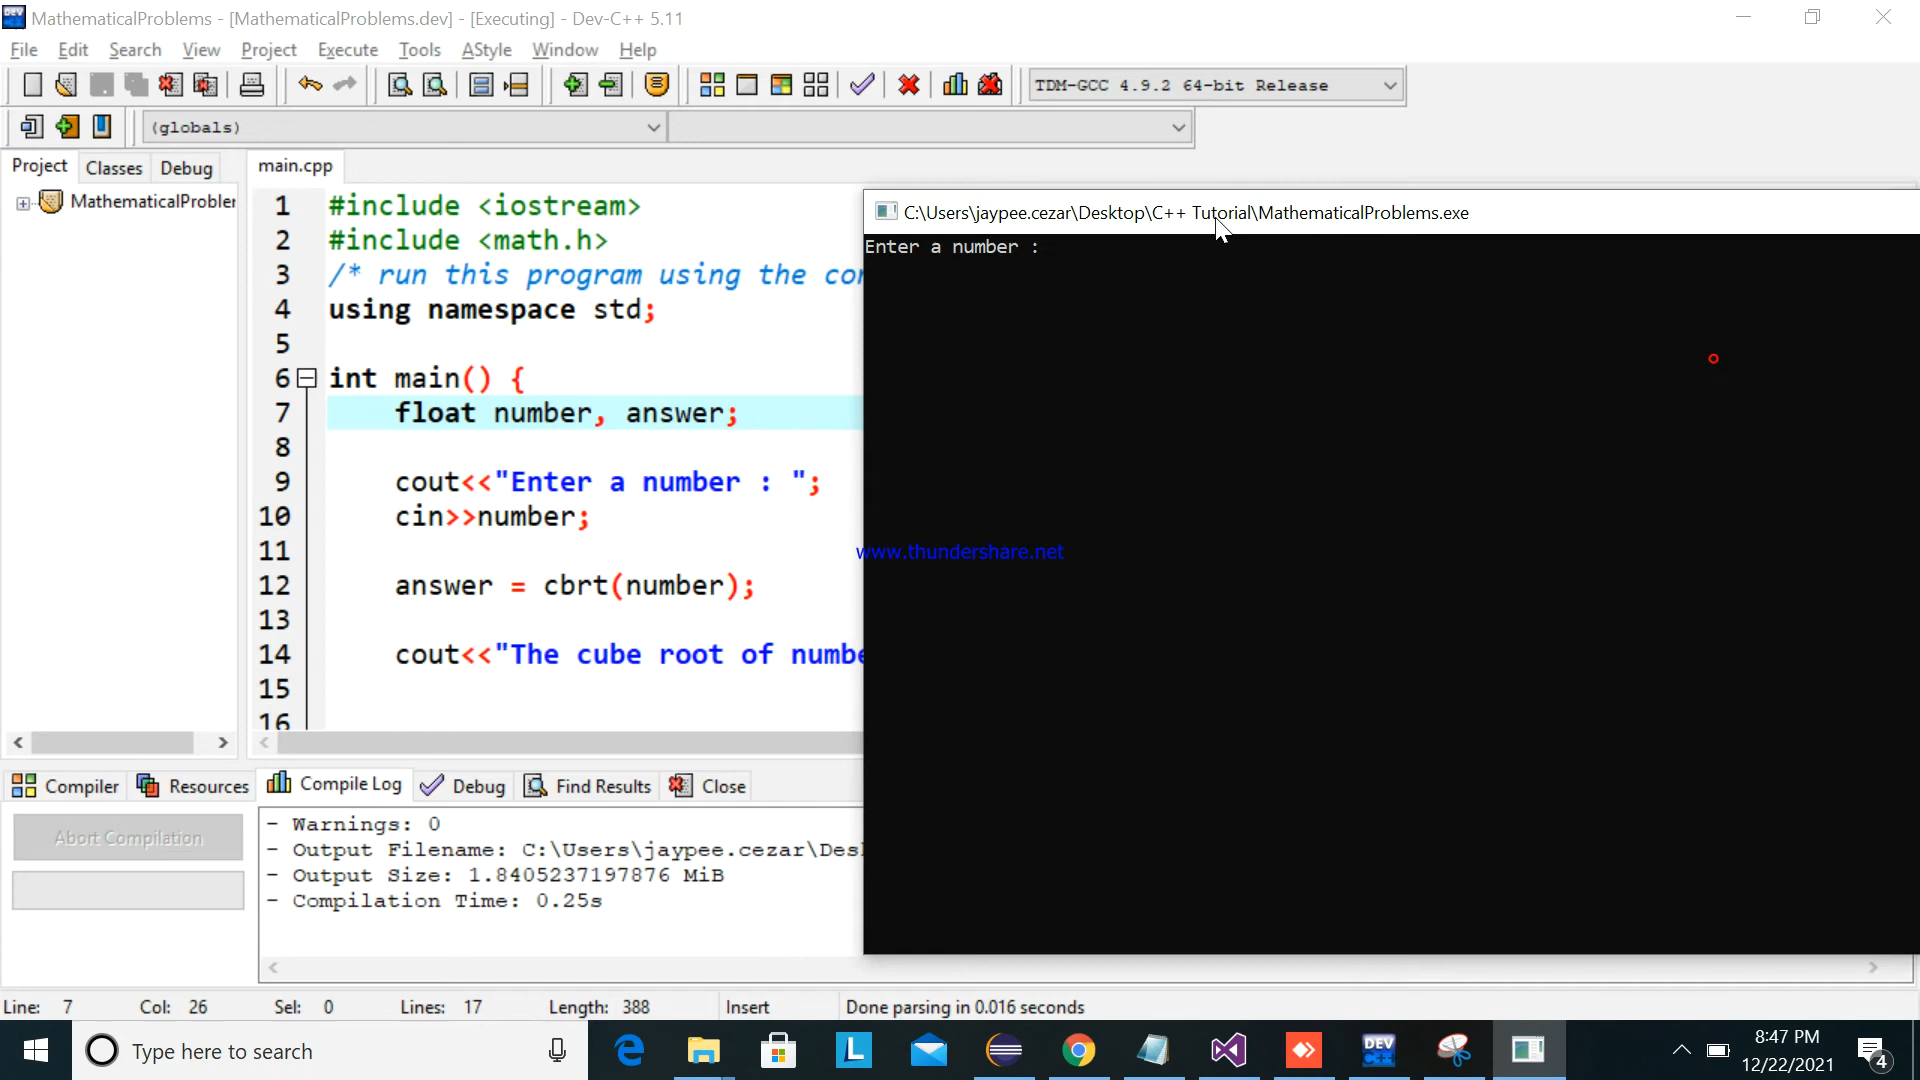 MathematicalProblems - [MathematicalProblems.dev] - [Executing] - Dev-C++ 5.11
File Edit Search View Project Execute Tools AStyle Window Help
TDM-GCC 4.9.2 64-bit Release
(globals)
Project Classes Debug
main.cpp
MathematicalProbler
1 #include <iostream>
2 #include <math.h>
3 /* run this program using the con
4 using namespace std;
5
6 int main() {
7 float number, answer;
8
9 cout<<"Enter a number : ";
10 cin>>number;
11
12 answer = cbrt(number);
13
14 cout<<"The cube root of numbe
15
16
C:\Users\jaypee.cezar\Desktop\C++ Tutorial\MathematicalProblems.exe
Enter a number :
www.thundershare.net
Compiler Resources Compile Log Debug Find Results Close
Abort Compilation
- Warnings: 0
- Output Filename: C:\Users\jaypee.cezar\Des
- Output Size: 1.8405237197876 MiB
- Compilation Time: 0.25s
Line: 7 Col: 26 Sel: 0 Lines: 17 Length: 388 Insert Done parsing in 0.016 seconds
Type here to search
L
DEV
C++
8:47 PM
12/22/2021
4